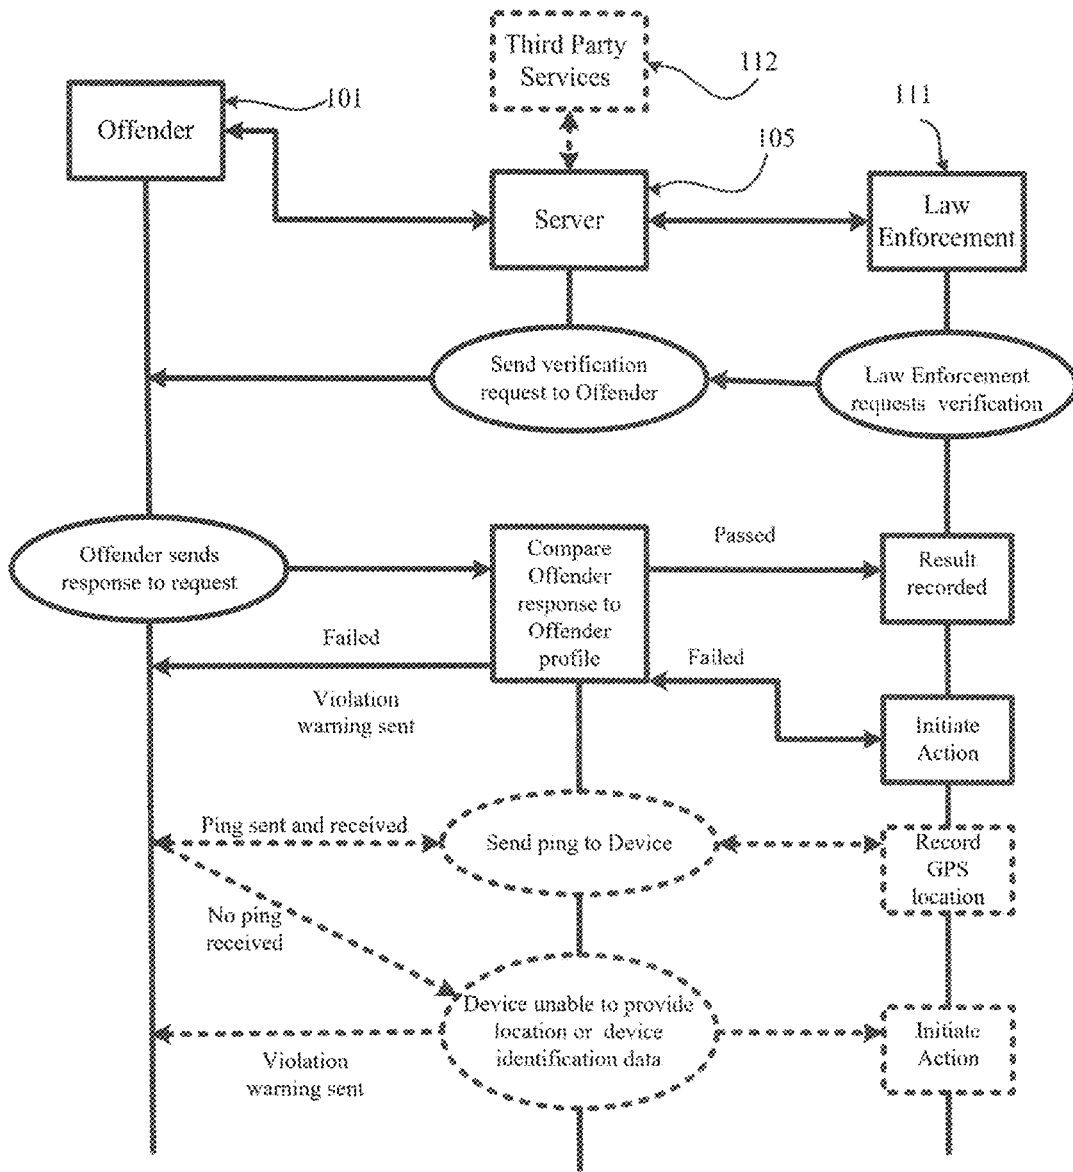 Third Party
Services
112
101
Offender
111
105
Server
Law
Enforcement
Send verification
request to Offender
Law Enforcement
requests verification
Offender sends
response to request
Compare
Offender
response to
Offender
profile
Passed
Result
recorded
Failed
Violation
warning sent
Failed
Initiate
Action
Ping sent and received
Send ping to Device
Record
GPS
location
No ping
received
Device unable to provide
location or device
identification data
Initiate
Action
Violation
warning sent